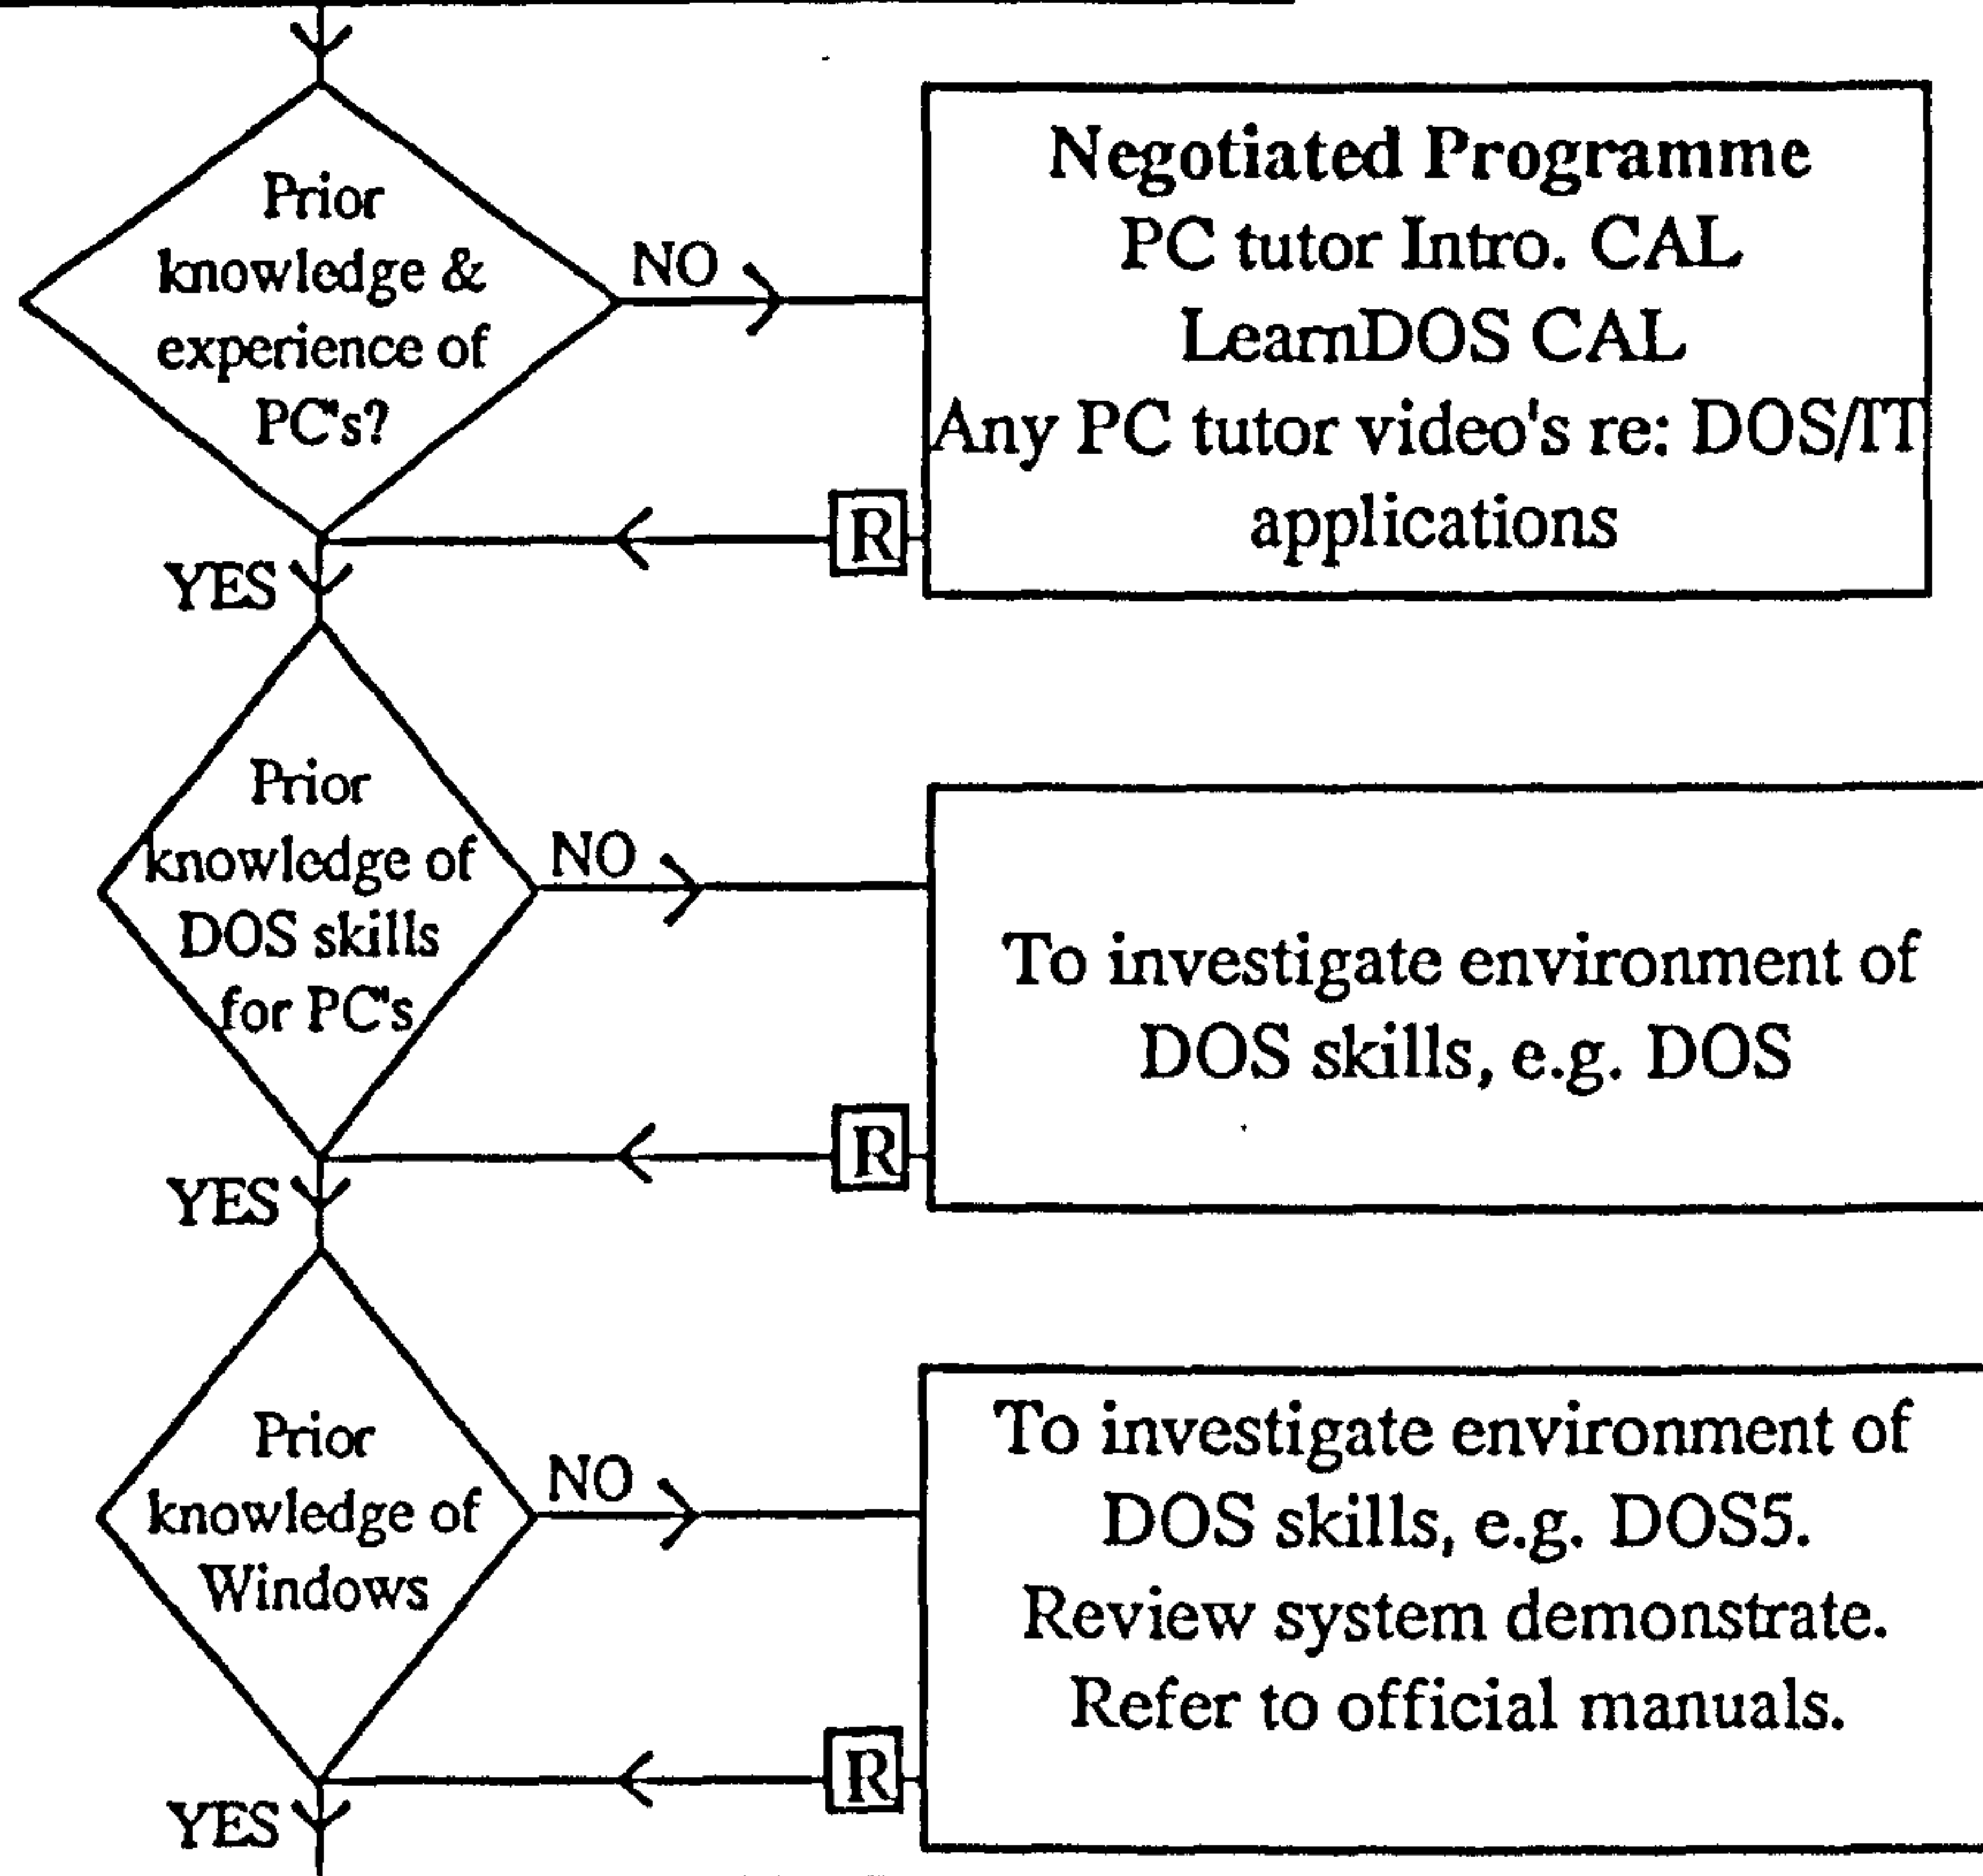 Prior
knowledge &
experience of
PC's?
NO
Negotiated Programme
PC tutor Intro. CAL
LearnDOS CAL
Any PC tutor video's re: DOS/IT
applications
R
YES
Prior
knowledge of
DOS skills
for PC's
NO
To investigate environment of
DOS skills, e.g. DOS
R
YES
Prior
knowledge of
Windows
NO
To investigate environment of
DOS skills, e.g. DOS5.
Review system demonstrate.
Refer to official manuals.
R
YES